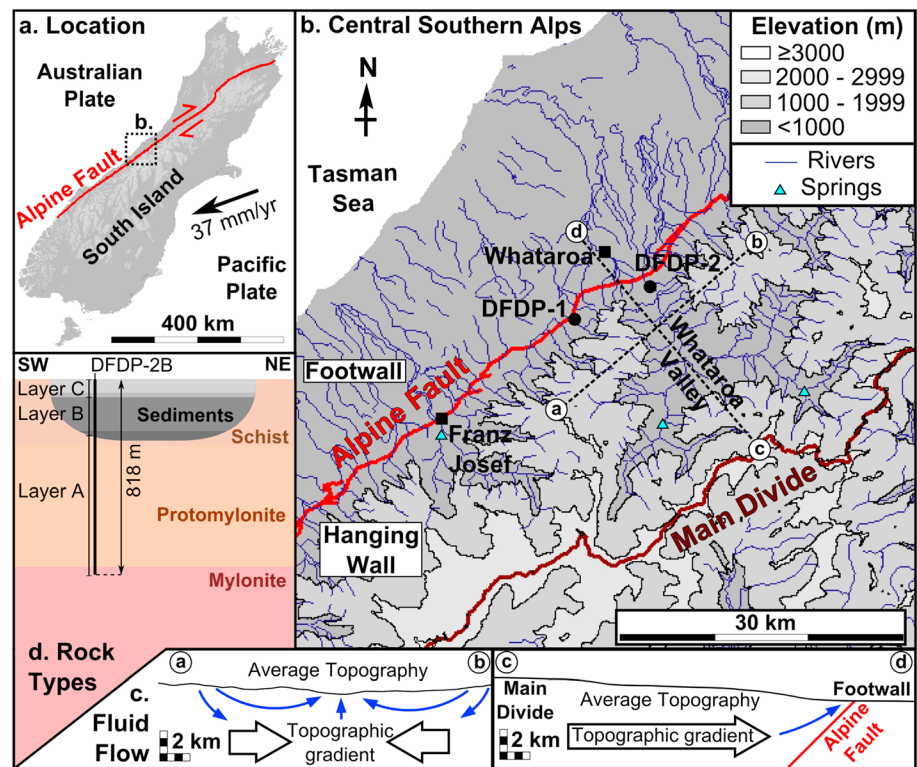 a. Location
Australian
Plate
b.
Alpine Fault
South Island
37 mm/yr
Pacific
Plate
400 km
b. Central Southern Alps
N
Tasman
Sea
Elevation (m)
≥3000
2000 - 2999
1000 - 1999
<1000
Rivers
Springs
d
Whataroa
DFDP-2
b
DFDP-1
Whataroa
Valley
Footwall
a
Alpine Fault
Franz
Josef
c
Main Divide
Hanging
Wall
30 km
SW
DFDP-2B
NE
Layer C
Layer B
Sediments
Schist
818 m
Layer A
Protomylonite
Mylonite
d. Rock
Types
a
Average Topography
b
c.
Fluid
Flow
2 km
Topographic
gradient
c
d
Main
Divide
Average Topography
Footwall
Topographic gradient
2 km
Alpine
Fault